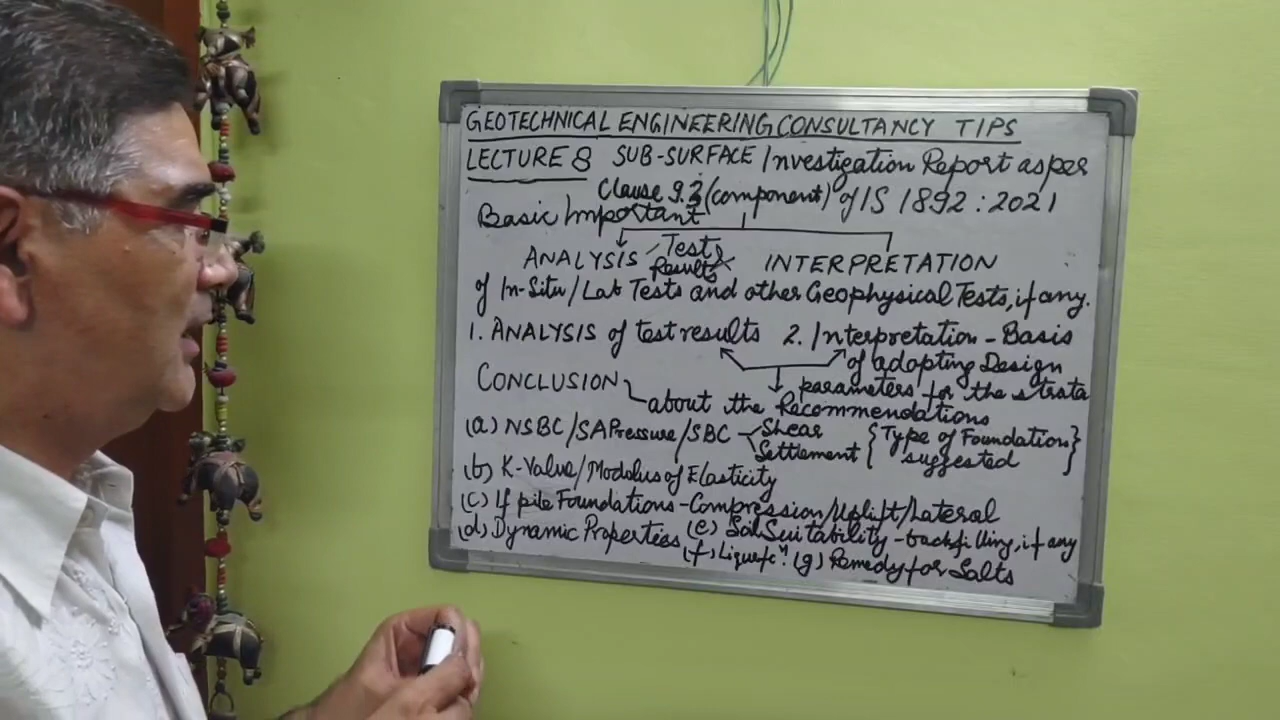 GEOTECHNICAL ENGINEERING CONSULTANCY TIPS
LECTURE 8 SUB-SURFACE Investigation Report as per
Clause 9.3 (component) of IS 1892:2021
Basic Important
ANALYSIS Test Results INTERPRETATION
of In-Situ/Lab Tests and other Geophysical Tests, if any.
1. ANALYSIS of test results 2. Interpretation - Basis
of adopting Design
parameters for the strata
CONCLUSION
about the Recommendations
(a) NSBC/SAPressure/SBC Shear Settlement {Type of Foundation suggested}
(b) K-Value/Modulus of Elasticity
(c) If pile Foundations - Compression/Uplift/Lateral
(d) Dynamic Properties (e) Soil Suitability - backfilling, if any
(f) Liquefcⁿ. (g) Remedy for Salts